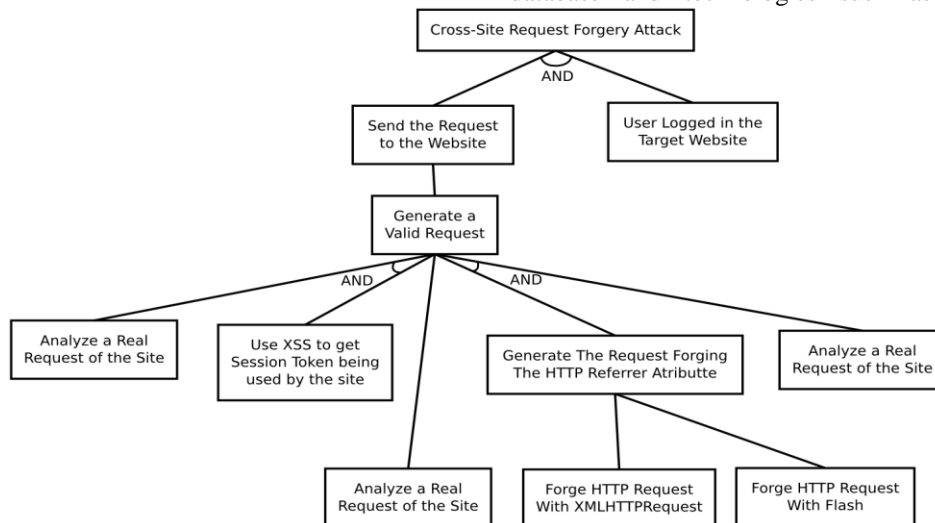 Cross-Site Request Forgery Attack
AND
Send the Request
to the Website
User Logged in the
Target Website
Generate a
Valid Request
AND
AND
Analyze a Real
Request of the Site
Use XSS to get
Session Token being
used by the site
Generate The Request Forging
The HTTP Referrer Atributte
Analyze a Real
Request of the Site
Analyze a Real
Request of the Site
Forge HTTP Request
With XMLHTTPRequest
Forge HTTP Request
With Flash